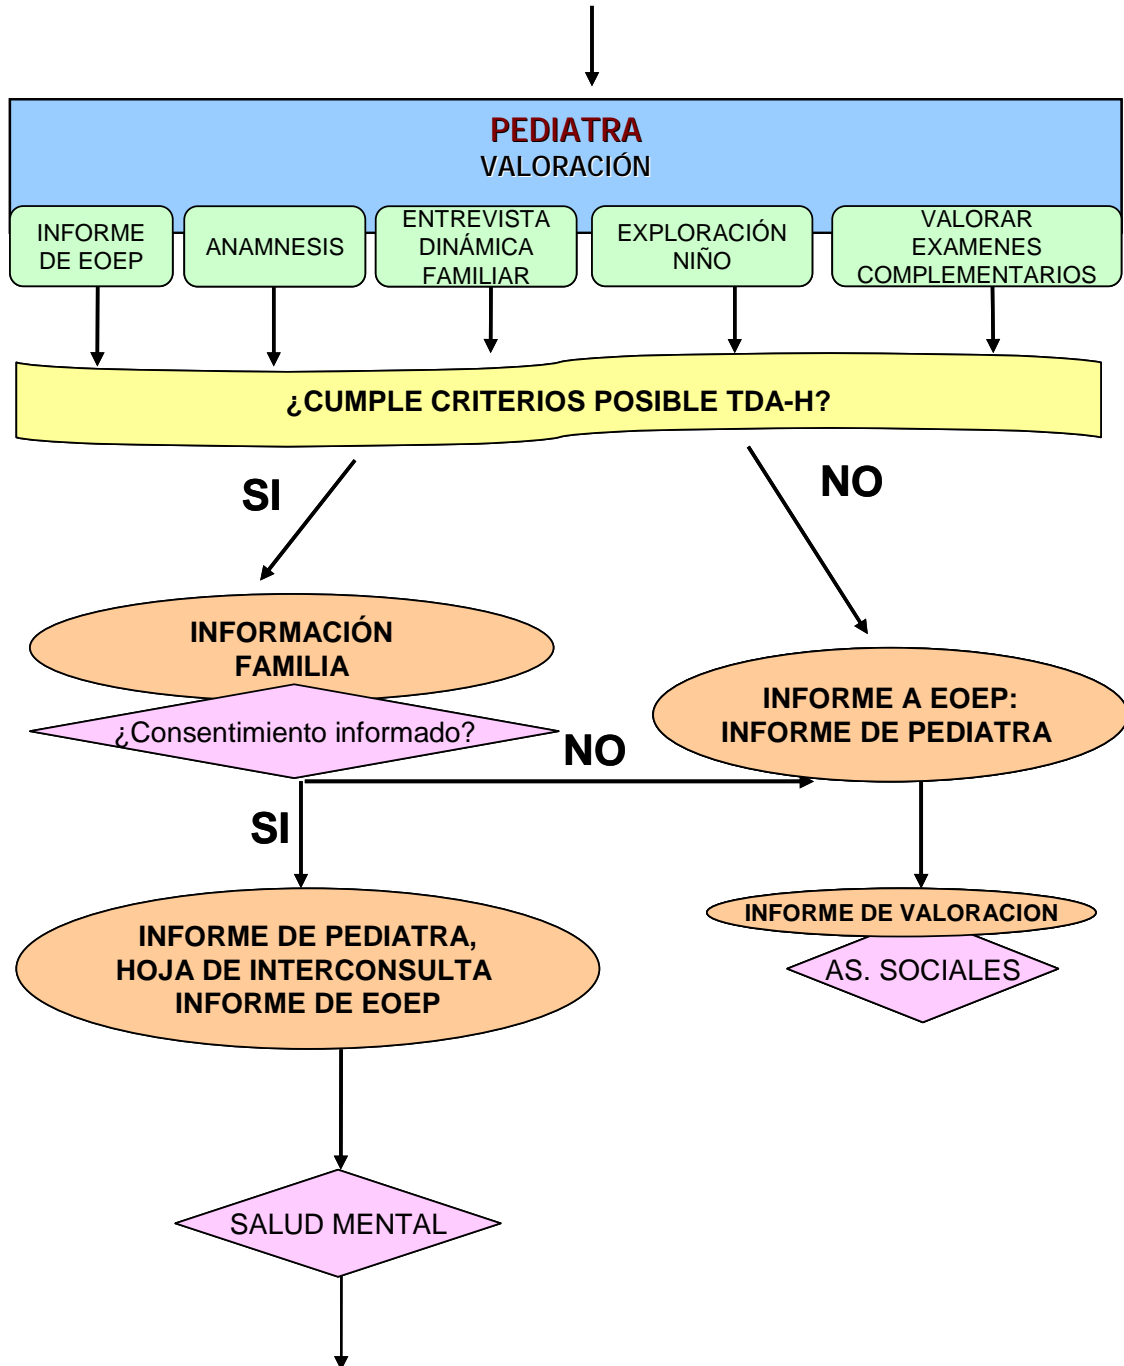 PEDIATRA
VALORACIÓN
INFORME
DE EOEP
ANAMNESIS
ENTREVISTA
DINÁMICA
FAMILIAR
EXPLORACIÓN
NIÑO
VALORAR
EXAMENES
COMPLEMENTARIOS
¿CUMPLE CRITERIOS POSIBLE TDA-H?
SI
NO
INFORMACIÓN
FAMILIA
¿Consentimiento informado?
INFORME A EOEP:
INFORME DE PEDIATRA
NO
SI
INFORME DE PEDIATRA,
HOJA DE INTERCONSULTA
INFORME DE EOEP
INFORME DE VALORACION
AS. SOCIALES
SALUD MENTAL